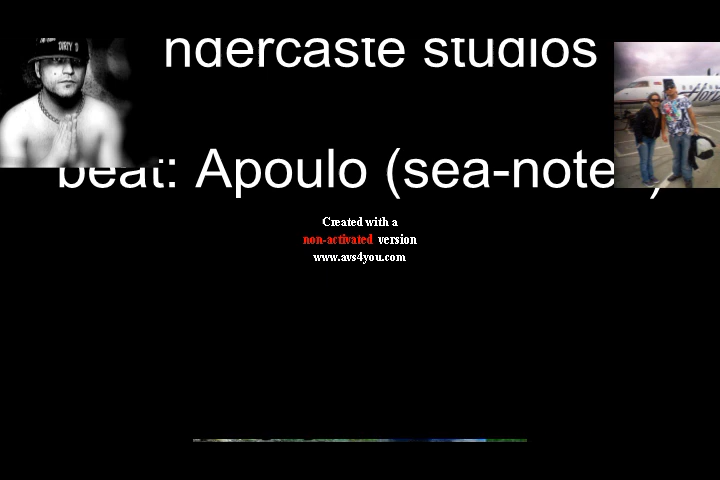 ndercaste studios
beat: Apoulo (sea-note
Created with a
non-activated version
www.avs4you.com